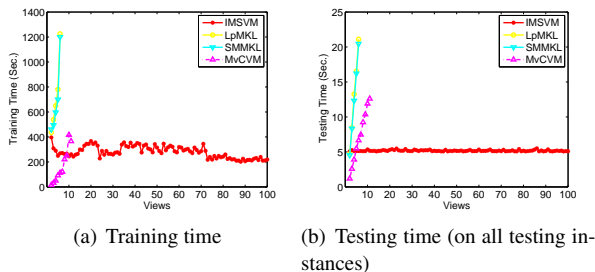 1400
1200
1000
800
600
400
200
0
Training Time (Sec.)
10 20 30 40 50 60 70 80 90 100
Views
IMSVM
LpMKL
SMMKL
MvCVM
25
20
15
10
5
0
Testing Time (Sec.)
10 20 30 40 50 60 70 80 90 100
Views
IMSVM
LpMKL
SMMKL
MvCVM
(a) Training time
(b) Testing time (on all testing in-
stances)